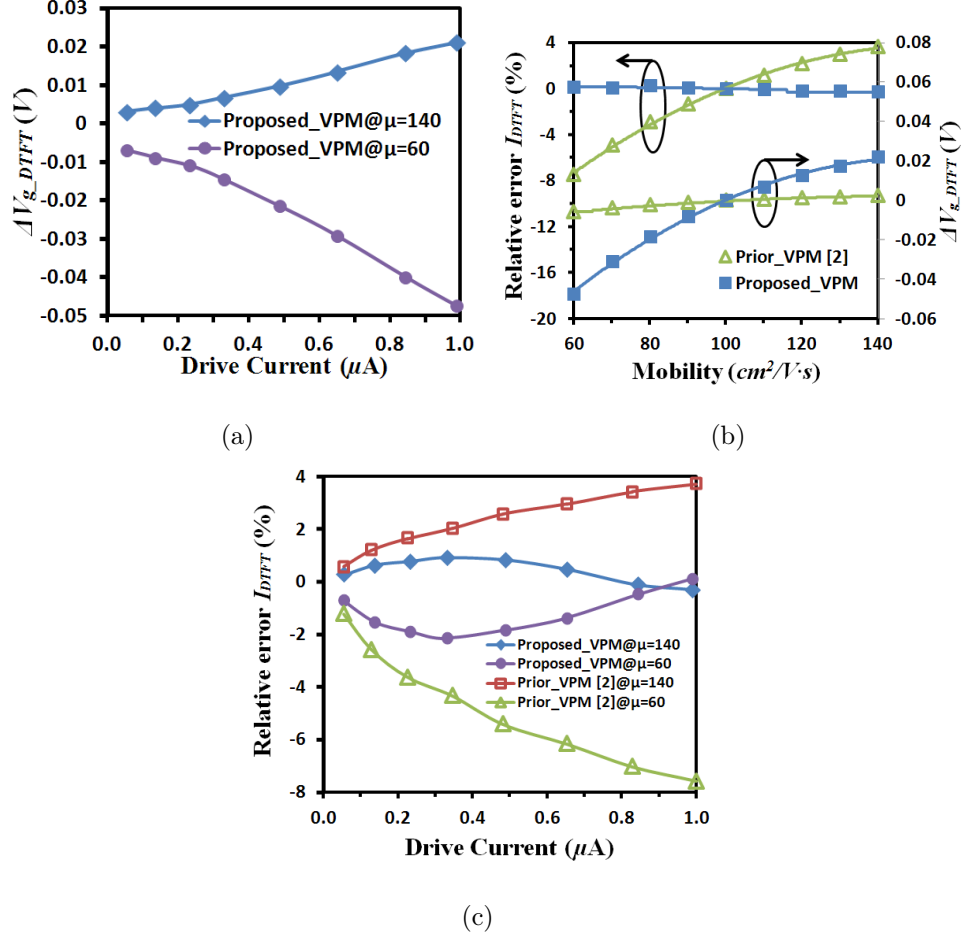 0.03
0.02
0.01
0
-0.01
-0.02
-0.03
-0.04
-0.05
ΔVg_DTFT (V)
Proposed_VPM@μ=140
Proposed_VPM@μ=60
0.0 0.2 0.4 0.6 0.8 1.0
Drive Current (μA)
(a)
4
0
-4
-8
-12
-16
-20
Relative error IDTFT (%)
0.08
0.06
0.04
0.02
0
-0.02
-0.04
-0.06
ΔVg_DTFT (V)
Prior_VPM [2]
Proposed_VPM
60 80 100 120 140
Mobility (cm²/V·s)
(b)
4
2
0
-2
-4
-6
-8
Relative error IDTFT (%)
Proposed_VPM@μ=140
Proposed_VPM@μ=60
Prior_VPM [2]@μ=140
Prior_VPM [2]@μ=60
0.0 0.2 0.4 0.6 0.8 1.0
Drive Current (μA)
(c)